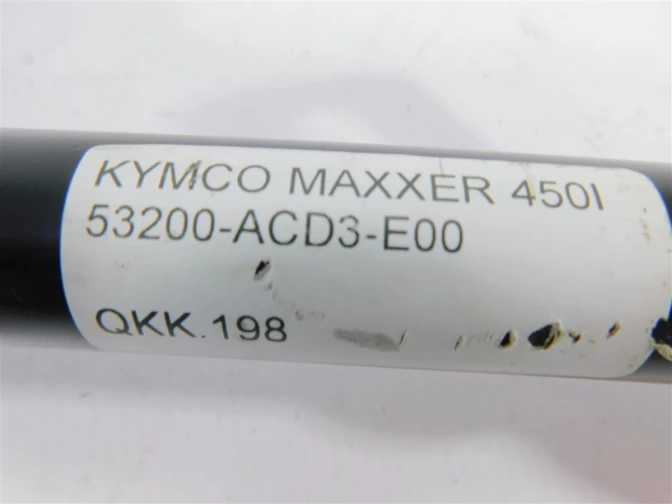 KYMCO MAXXER 450I
53200-ACD3-E00
QKK.198